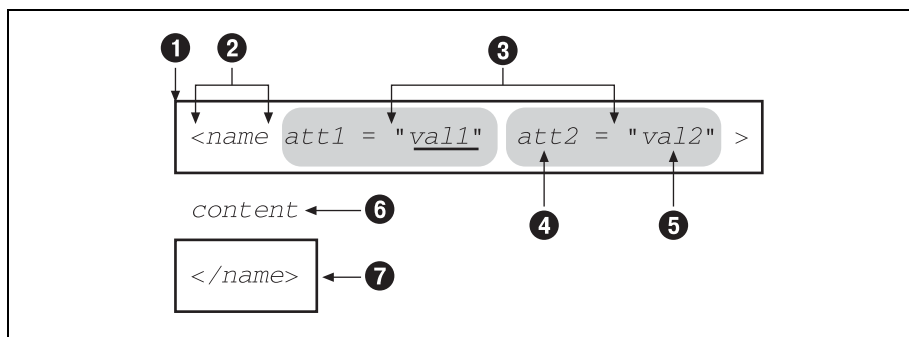 1 2 3
<name att1 = "val1" att2 = "val2" >
content 6 4 5
</name> 7